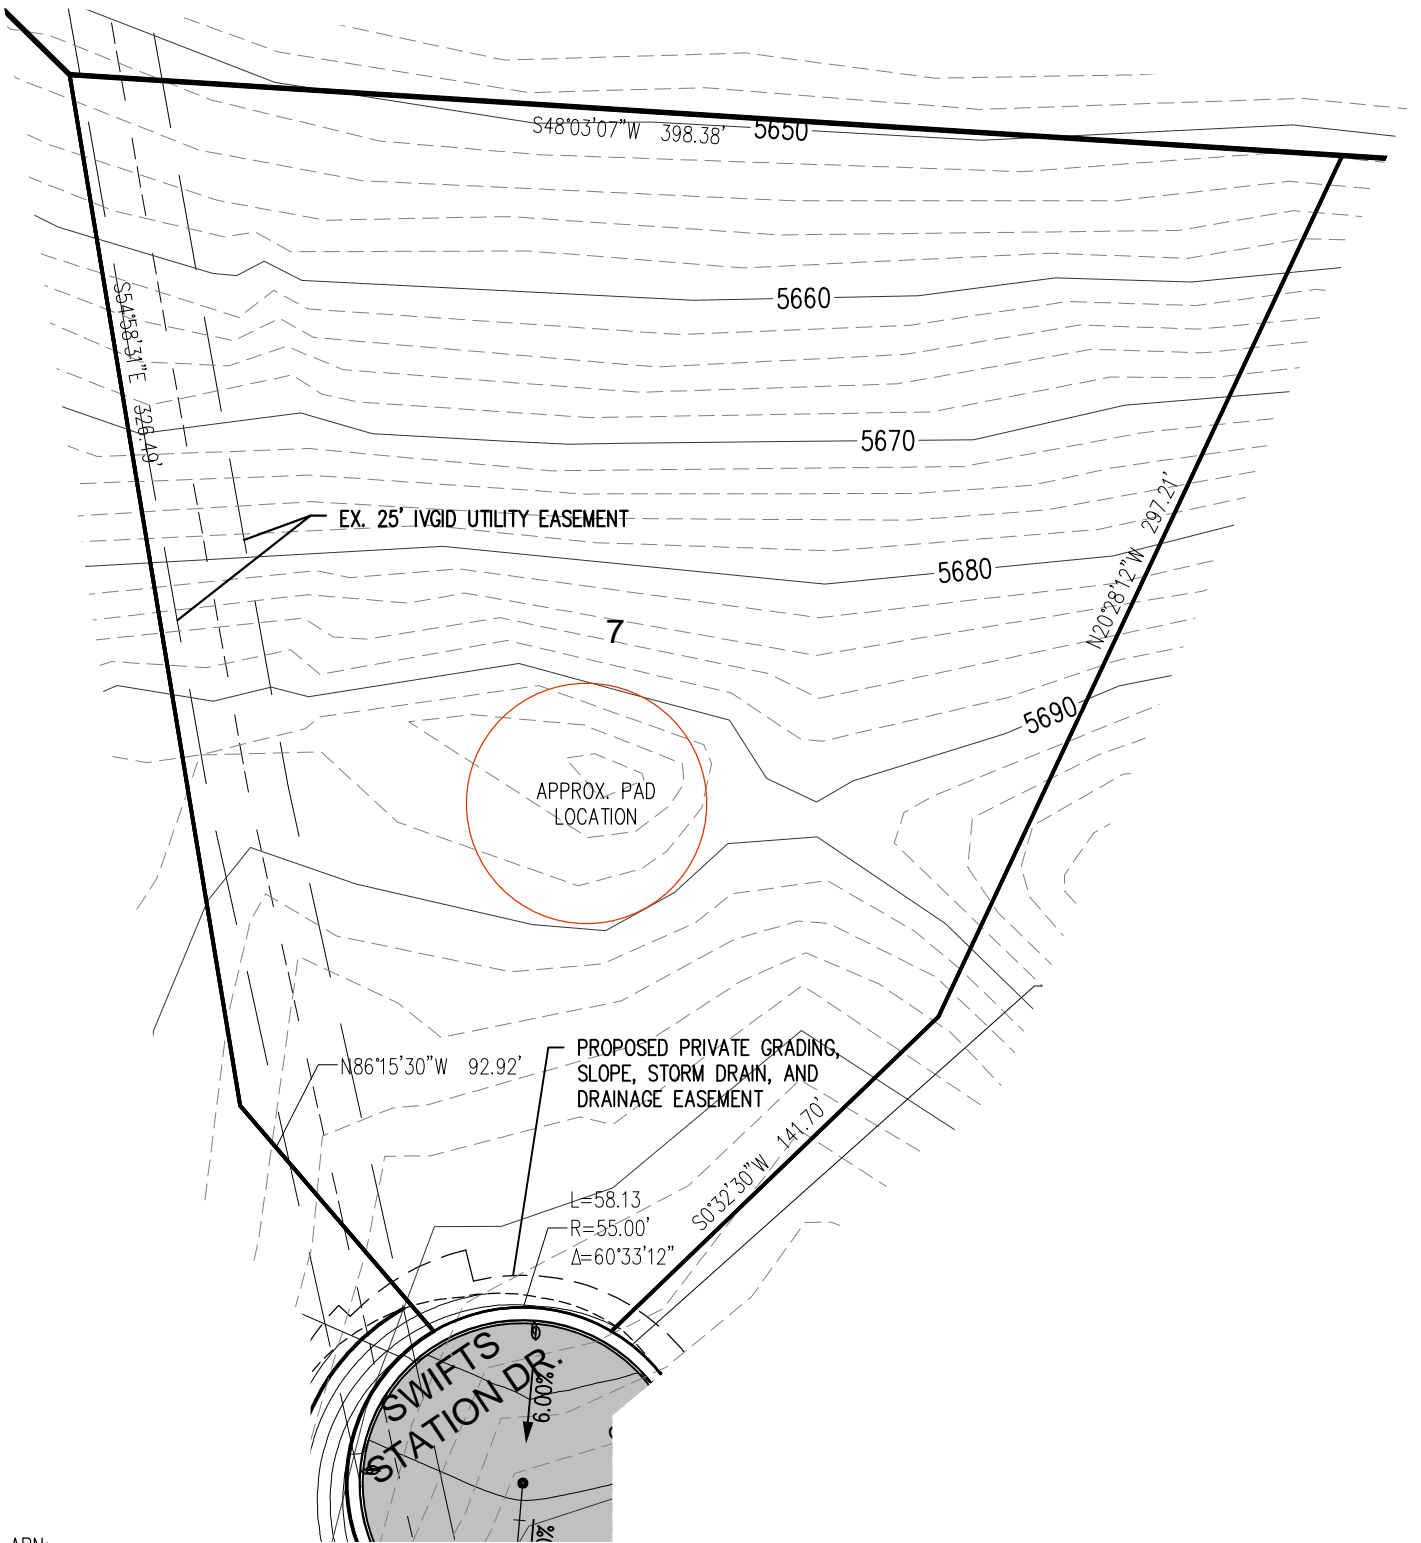 S48°03'07"W 398.38' 5650
5660
S54°58'31"E 326.49'
5670
EX. 25' IVGID UTILITY EASEMENT
N20°28'12"W 297.21'
5680
7
5690
APPROX. PAD
LOCATION
N86°15'30"W 92.92'
PROPOSED PRIVATE GRADING,
SLOPE, STORM DRAIN, AND
DRAINAGE EASEMENT
S0°32'30"W 141.70'
L=58.13
R=55.00'
Δ=60°33'12"
SWIFTS
STATION DR.
6.00%